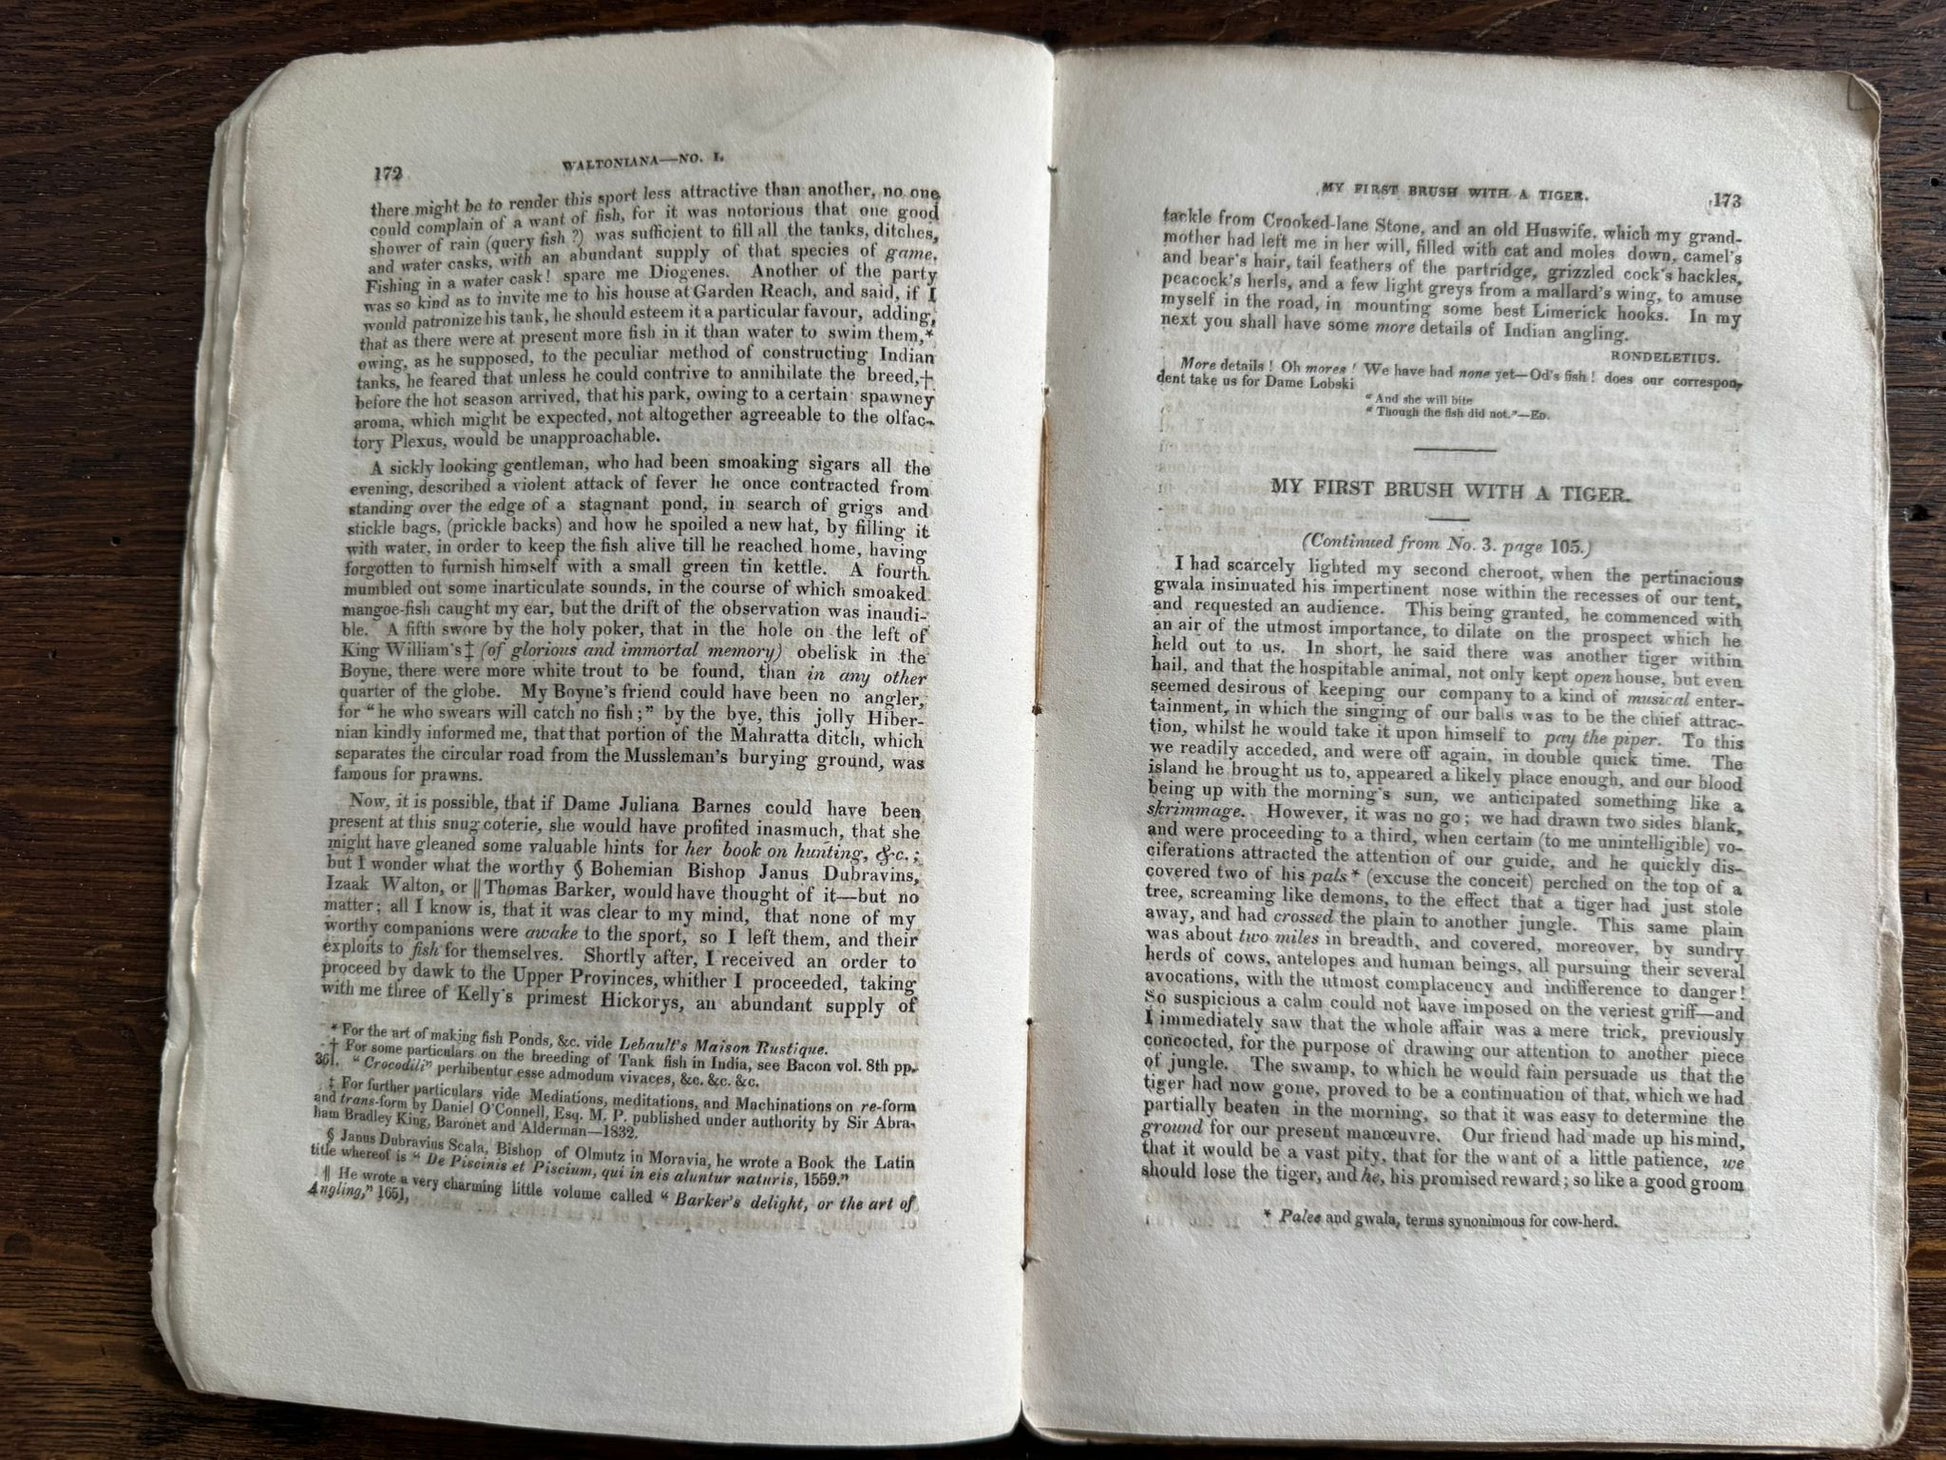 172
WALTONIANA—NO. I.
there might be to render this sport less attractive than another, no one
could complain of a want of fish, for it was notorious that one good
shower of rain (query fish ?) was sufficient to fill all the tanks, ditches,
and water casks, with an abundant supply of that species of game.
Fishing in a water cask! spare me Diogenes. Another of the party
was so kind as to invite me to his house at Garden Reach, and said, if I
would patronize his tank, he should esteem it a particular favour, adding,
that as there were at present more fish in it than water to swim them,*
owing, as he supposed, to the peculiar method of constructing Indian
tanks, he feared that unless he could contrive to annihilate the breed,†
before the hot season arrived, that his park, owing to a certain spawney
aroma, which might be expected, not altogether agreeable to the olfac-
tory Plexus, would be unapproachable.
A sickly looking gentleman, who had been smoaking sigars all the
evening, described a violent attack of fever he once contracted from
standing over the edge of a stagnant pond, in search of grigs and
stickle bags, (prickle backs) and how he spoiled a new hat, by filling it
with water, in order to keep the fish alive till he reached home, having
forgotten to furnish himself with a small green tin kettle. A fourth
mumbled out some inarticulate sounds, in the course of which smoaked
mangoe-fish caught my ear, but the drift of the observation was inaudi-
ble. A fifth swore by the holy poker, that in the hole on the left of
King William's‡ (of glorious and immortal memory) obelisk in the
Boyne, there were more white trout to be found, than in any other
quarter of the globe. My Boyne's friend could have been no angler,
for "he who swears will catch no fish;" by the bye, this jolly Hiber-
nian kindly informed me, that that portion of the Mahratta ditch, which
separates the circular road from the Mussleman's burying ground, was
famous for prawns.
Now, it is possible, that if Dame Juliana Barnes could have been
present at this snug coterie, she would have profited inasmuch, that she
might have gleaned some valuable hints for her book on hunting, &c.;
but I wonder what the worthy § Bohemian Bishop Janus Dubravins,
Izaak Walton, or ‖ Thomas Barker, would have thought of it—but no
matter; all I know is, that it was clear to my mind, that none of my
worthy companions were awake to the sport, so I left them, and their
exploits to fish for themselves. Shortly after, I received an order to
proceed by dawk to the Upper Provinces, whither I proceeded, taking
with me three of Kelly's primest Hickorys, an abundant supply of
* For the art of making fish Ponds, &c. vide Lebault's Maison Rustique.
† For some particulars on the breeding of Tank fish in India, see Bacon vol. 8th pp.
361. "Crocodili" perhibentur esse admodum vivaces, &c. &c. &c.
‡ For further particulars vide Mediations, meditations, and Machinations on re-form
and trans-form by Daniel O'Connell, Esq. M. P. published under authority by Sir Abra-
ham Bradley King, Baronet and Alderman—1832.
§ Janus Dubravius Scala, Bishop of Olmutz in Moravia, he wrote a Book the Latin
title whereof is "De Piscinis et Piscium, qui in eis aluntur naturis, 1559."
‖ He wrote a very charming little volume called "Barker's delight, or the art of
Angling," 1651,
MY FIRST BRUSH WITH A TIGER.
173
tackle from Crooked-lane Stone, and an old Huswife, which my grand-
mother had left me in her will, filled with cat and moles down, camel's
and bear's hair, tail feathers of the partridge, grizzled cock's hackles,
peacock's herls, and a few light greys from a mallard's wing, to amuse
myself in the road, in mounting some best Limerick hooks. In my
next you shall have some more details of Indian angling.
RONDELETIUS.
More details! Oh mores! We have had none yet—Od's fish! does our correspon-
dent take us for Dame Lobski
"And she will bite
"Though the fish did not."—ED.
MY FIRST BRUSH WITH A TIGER.
(Continued from No. 3. page 105.)
I had scarcely lighted my second cheroot, when the pertinacious
gwala insinuated his impertinent nose within the recesses of our tent,
and requested an audience. This being granted, he commenced with
an air of the utmost importance, to dilate on the prospect which he
held out to us. In short, he said there was another tiger within
hail, and that the hospitable animal, not only kept open house, but even
seemed desirous of keeping our company to a kind of musical enter-
tainment, in which the singing of our balls was to be the chief attrac-
tion, whilst he would take it upon himself to pay the piper. To this
we readily acceded, and were off again, in double quick time. The
island he brought us to, appeared a likely place enough, and our blood
being up with the morning's sun, we anticipated something like a
skrimmage. However, it was no go; we had drawn two sides blank,
and were proceeding to a third, when certain (to me unintelligible) vo-
ciferations attracted the attention of our guide, and he quickly dis-
covered two of his pals* (excuse the conceit) perched on the top of a
tree, screaming like demons, to the effect that a tiger had just stole
away, and had crossed the plain to another jungle. This same plain
was about two miles in breadth, and covered, moreover, by sundry
herds of cows, antelopes and human beings, all pursuing their several
avocations, with the utmost complacency and indifference to danger!
So suspicious a calm could not have imposed on the veriest griff—and
I immediately saw that the whole affair was a mere trick, previously
concocted, for the purpose of drawing our attention to another piece
of jungle. The swamp, to which he would fain persuade us that the
tiger had now gone, proved to be a continuation of that, which we had
partially beaten in the morning, so that it was easy to determine the
ground for our present manœuvre. Our friend had made up his mind,
that it would be a vast pity, that for the want of a little patience, we
should lose the tiger, and he, his promised reward; so like a good groom
* Palee and gwala, terms synonimous for cow-herd.